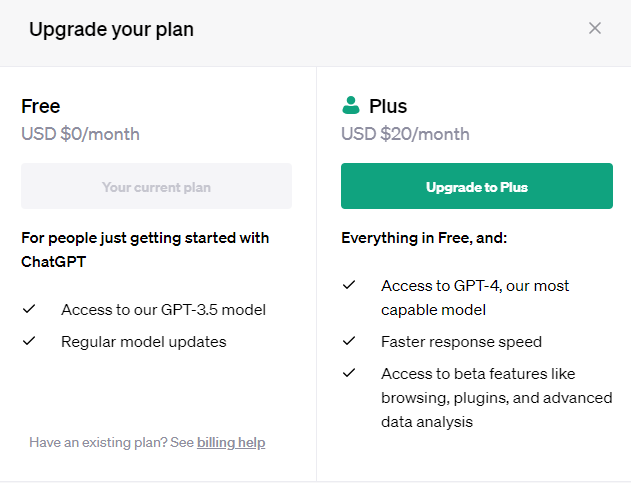 Upgrade your plan
Free
USD $0/month
Your current plan
For people just getting started with
ChatGPT
Access to our GPT-3.5 model
Regular model updates
Have an existing plan? See billing help
Plus
USD $20/month
Upgrade to Plus
Everything in Free, and:
Access to GPT-4, our most
capable model
Faster response speed
Access to beta features like
browsing, plugins, and advanced
data analysis